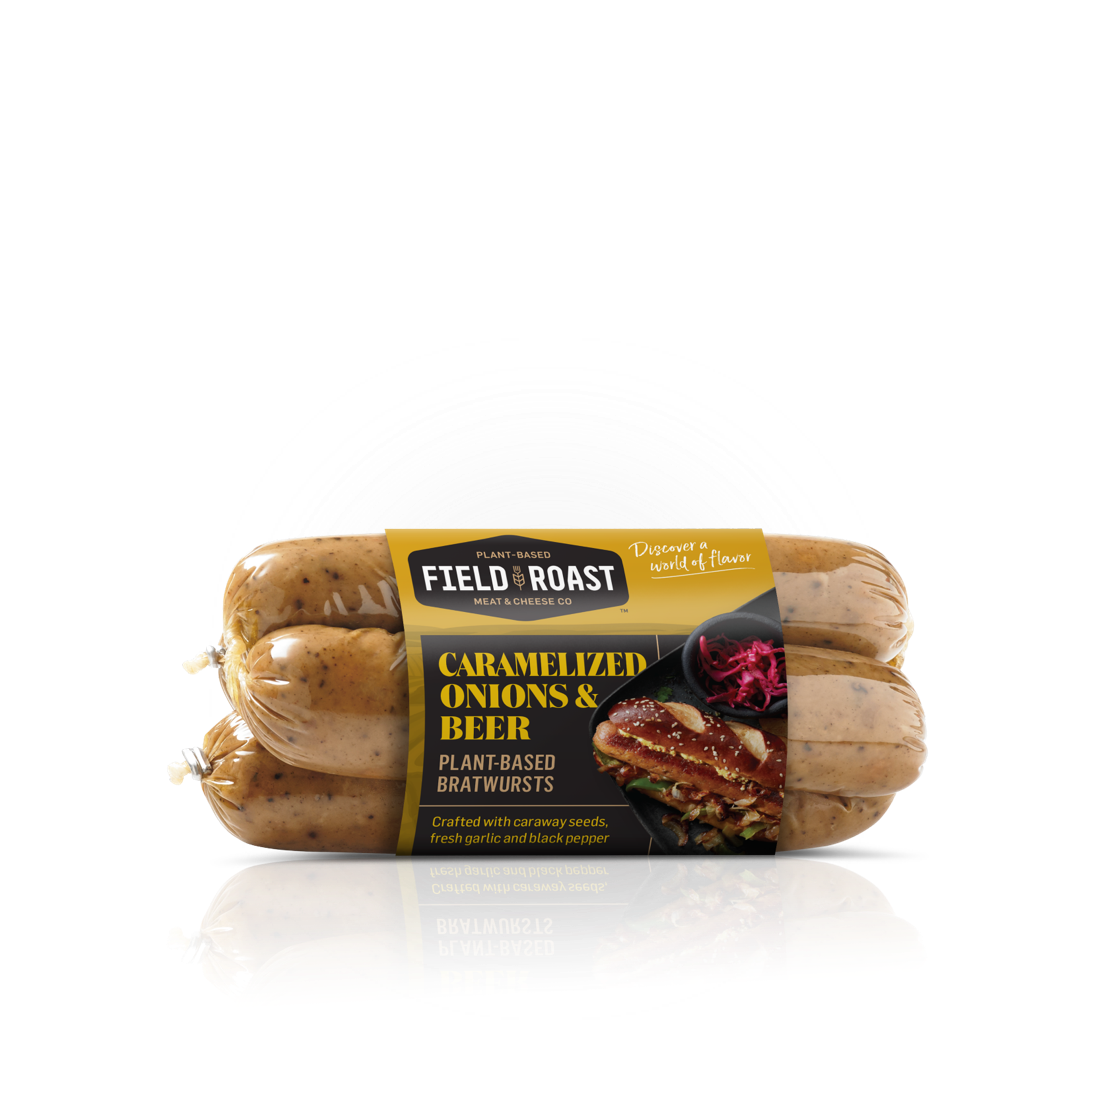 PLANT-BASED
FIELD ROAST
MEAT & CHEESE CO
™
Discover a
world of flavor
CARAMELIZED
ONIONS &
BEER
PLANT-BASED
BRATWURSTS
Crafted with caraway seeds,
fresh garlic and black pepper